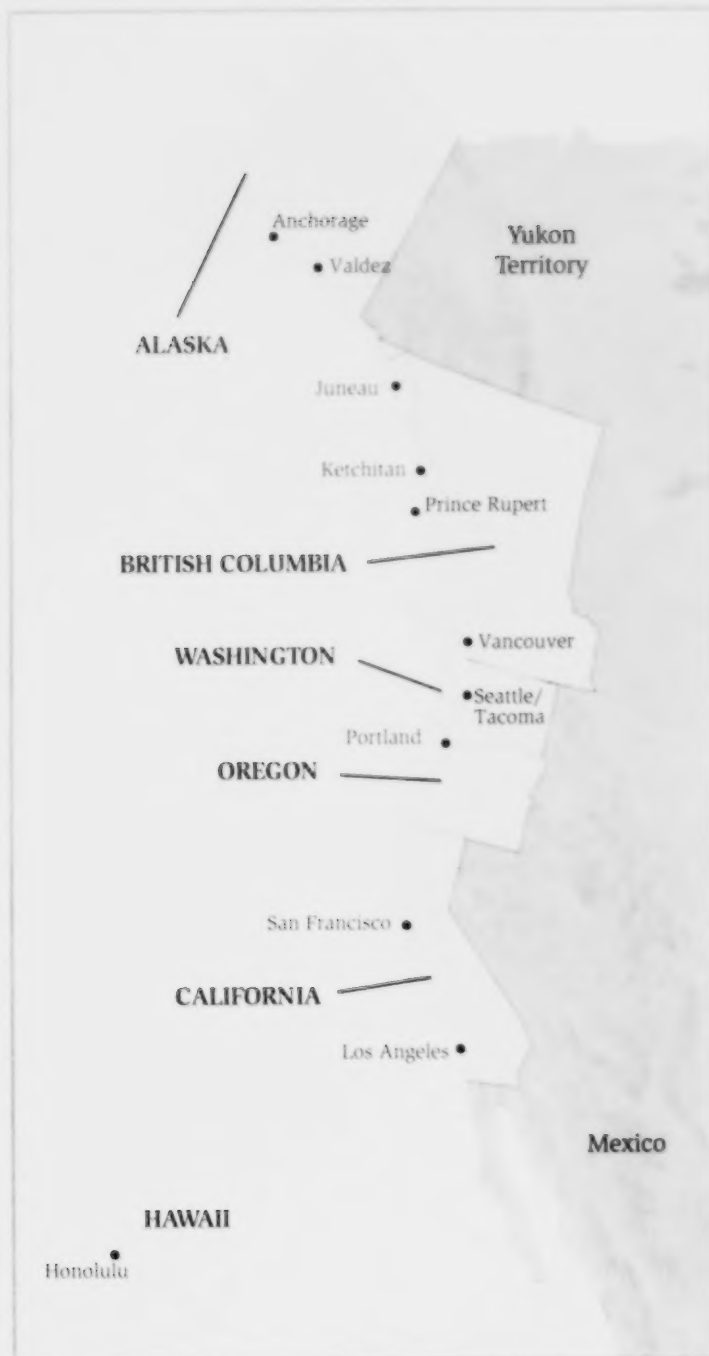 Anchorage
Yukon
Territory
Valdez
ALASKA
Juneau
Ketchitan
Prince Rupert
BRITISH COLUMBIA
Vancouver
WASHINGTON
Seattle/
Tacoma
Portland
OREGON
San Francisco
CALIFORNIA
Los Angeles
Mexico
HAWAII
Honolulu